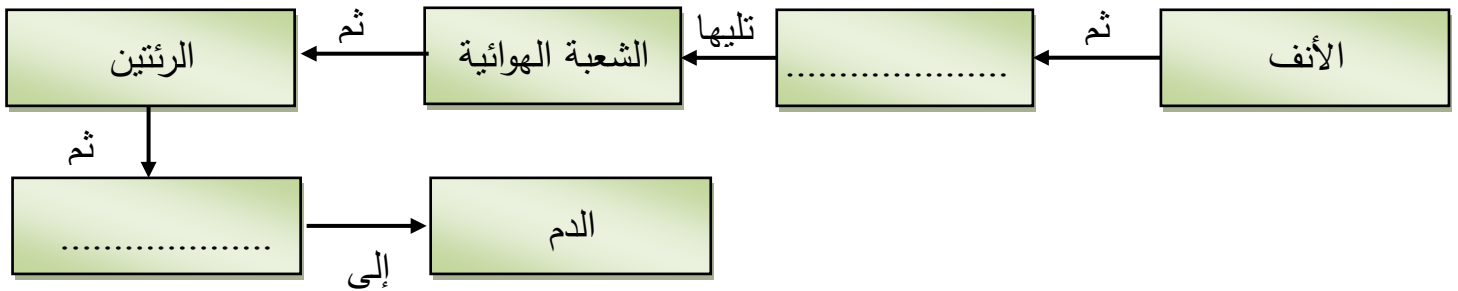 الأنف
ثم
.....................
تليها
الشعبة الهوائية
ثم
الرئتين
ثم
...................
إلى
الدم